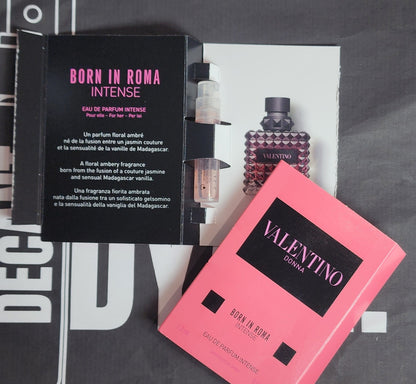 BORN IN ROMA
INTENSE
EAU DE PARFUM INTENSE
Pour elle - For her - Per lei
Un parfum floral ambré
né de la fusion entre un jasmin couture
et la sensualité de la vanille de Madagascar.
A floral ambery fragrance
born from the fusion of a couture jasmine
and sensual Madagascar vanilla.
Una fragranza fiorita ambrata
nata dalla fusione tra un sofisticato gelsomino
e la sensualità della vaniglia del Madagascar.
VALENTINO
VALENTINO
DONNA
BORN IN ROMA
INTENSE
EAU DE PARFUM INTENSE